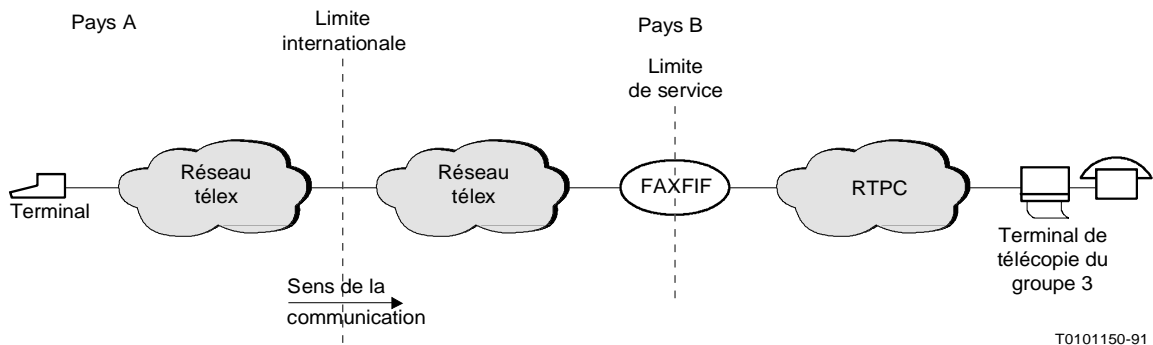 Pays A
Limite
internationale
Pays B
Limite
de service
Terminal
Réseau
télex
Réseau
télex
FAXFIF
RTPC
Terminal de
télécopie du
groupe 3
Sens de la
communication
T0101150-91